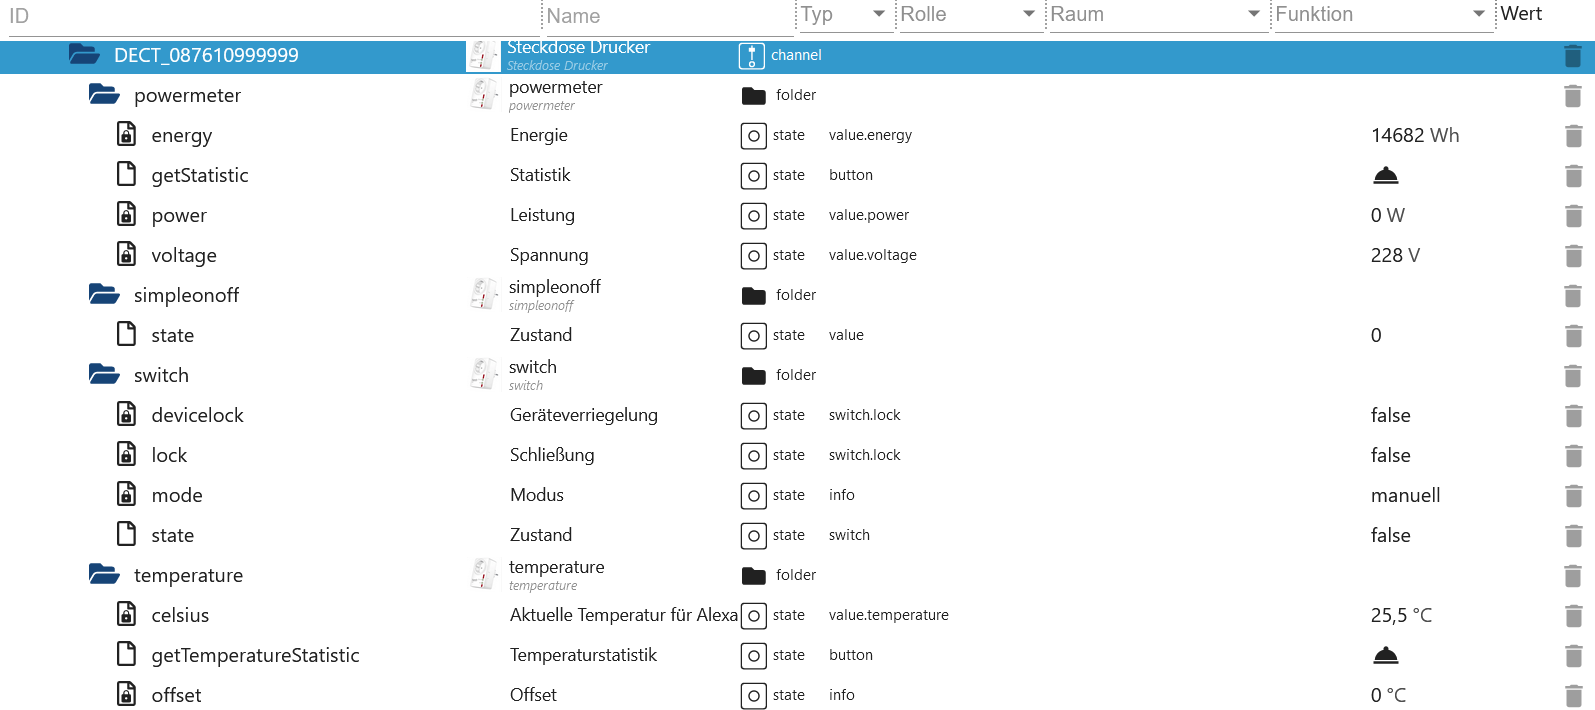 ID Name Typ Rolle Raum Funktion Wert
DECT_087610999999 Steckdose Drucker channel
Steckdose Drucker
powermeter powermeter folder
powermeter
energy Energie state value.energy 14682 Wh
getStatistic Statistik state button
power Leistung state value.power 0 W
voltage Spannung state value.voltage 228 V
simpleonoff simpleonoff folder
simpleonoff
state Zustand state value 0
switch switch folder
switch
devicelock Geräteverriegelung state switch.lock false
lock Schließung state switch.lock false
mode Modus state info manuell
state Zustand state switch false
temperature temperature folder
temperature
celsius Aktuelle Temperatur für Alexa state value.temperature 25,5 °C
getTemperatureStatistic Temperaturstatistik state button
offset Offset state info 0 °C